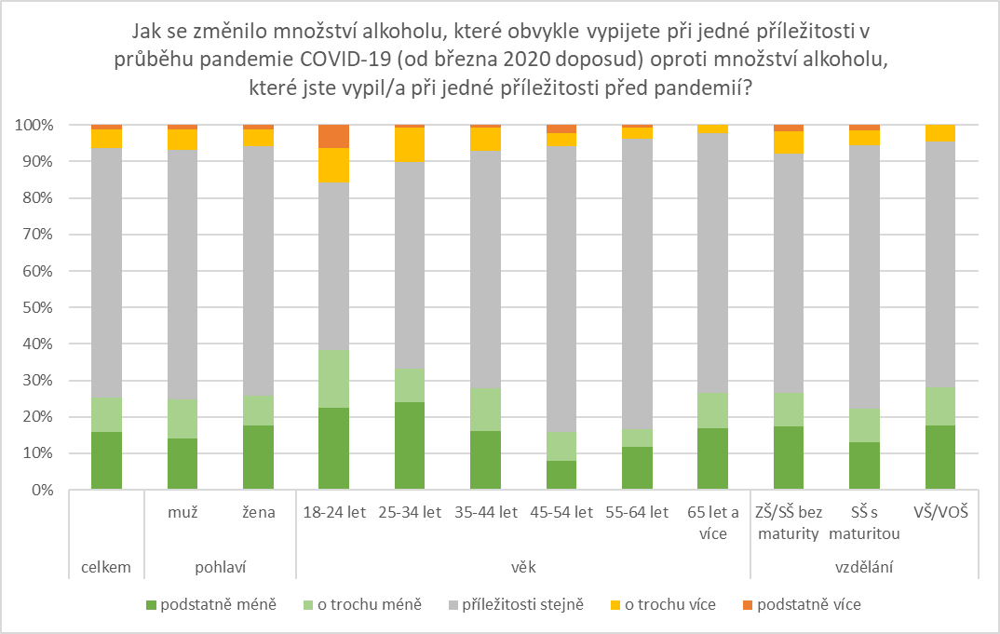 Jak se změnilo množství alkoholu, které obvykle vypijete při jedné příležitosti v
průběhu pandemie COVID-19 (od března 2020 doposud) oproti množství alkoholu,
které jste vypil/a při jedné příležitosti před pandemií?
100%
90%
80%
70%
60%
50%
40%
30%
20%
10%
0%
muž žena 18-24 let 25-34 let 35-44 let 45-54 let 55-64 let 65 let a ZŠ/SŠ bez SŠ s VŠ/VOŠ
více maturity maturitou
celkem pohlaví věk vzdělání
podstatně méně o trochu méně příležitosti stejně o trochu více podstatně více